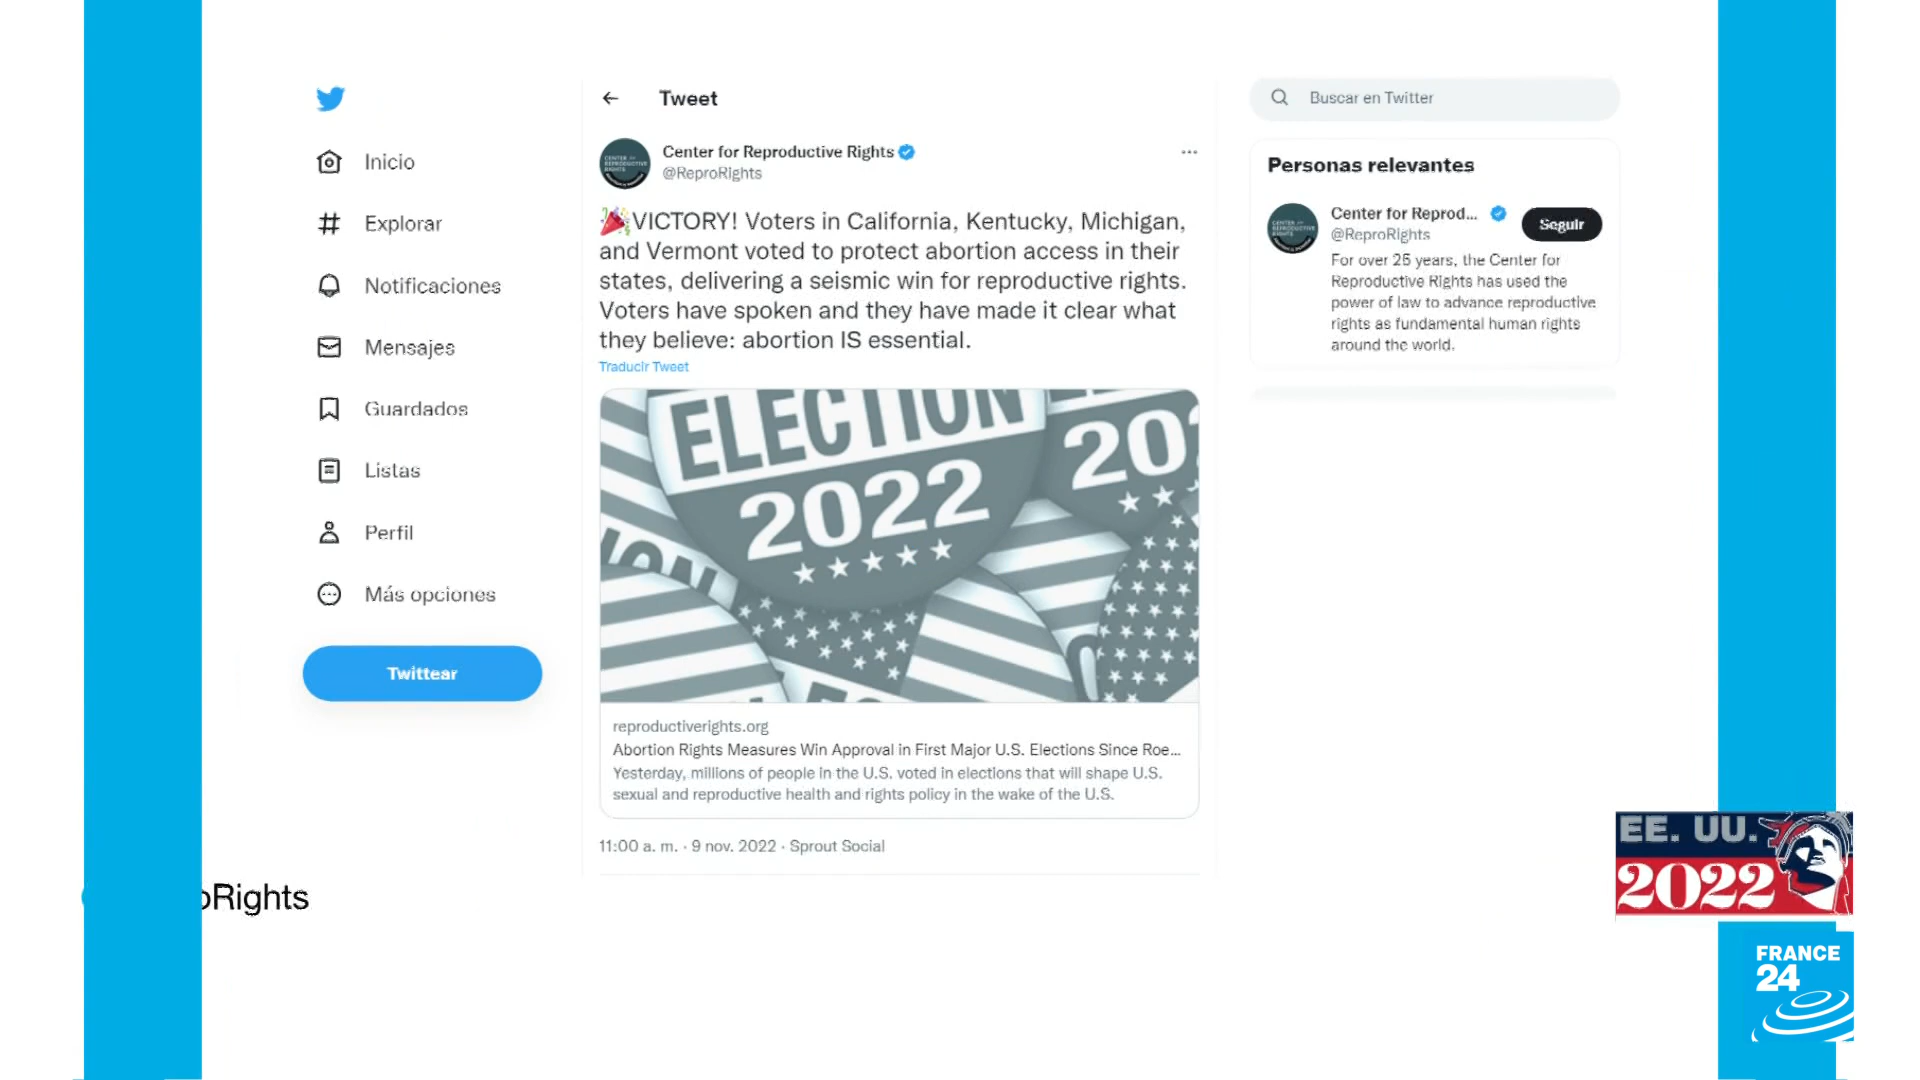 Inicio
Explorar
Notificaciones
Mensajes
Guardados
Listas
Perfil
Más opciones
Twittear
Tweet
Center for Reproductive Rights
@ReproRights
VICTORY! Voters in California, Kentucky, Michigan,
and Vermont voted to protect abortion access in their
states, delivering a seismic win for reproductive rights.
Voters have spoken and they have made it clear what
they believe: abortion IS essential.
Traducir Tweet
ELECTION
2022
202
reproductiverights.org
Abortion Rights Measures Win Approval in First Major U.S. Elections Since Roe...
Yesterday, millions of people in the U.S. voted in elections that will shape U.S.
sexual and reproductive health and rights policy in the wake of the U.S.
11:00 a. m. · 9 nov. 2022 · Sprout Social
Buscar en Twitter
Personas relevantes
Center for Reprod...
@ReproRights
Seguir
For over 25 years, the Center for
Reproductive Rights has used the
power of law to advance reproductive
rights as fundamental human rights
around the world.
oRights
EE. UU.
2022
FRANCE
24